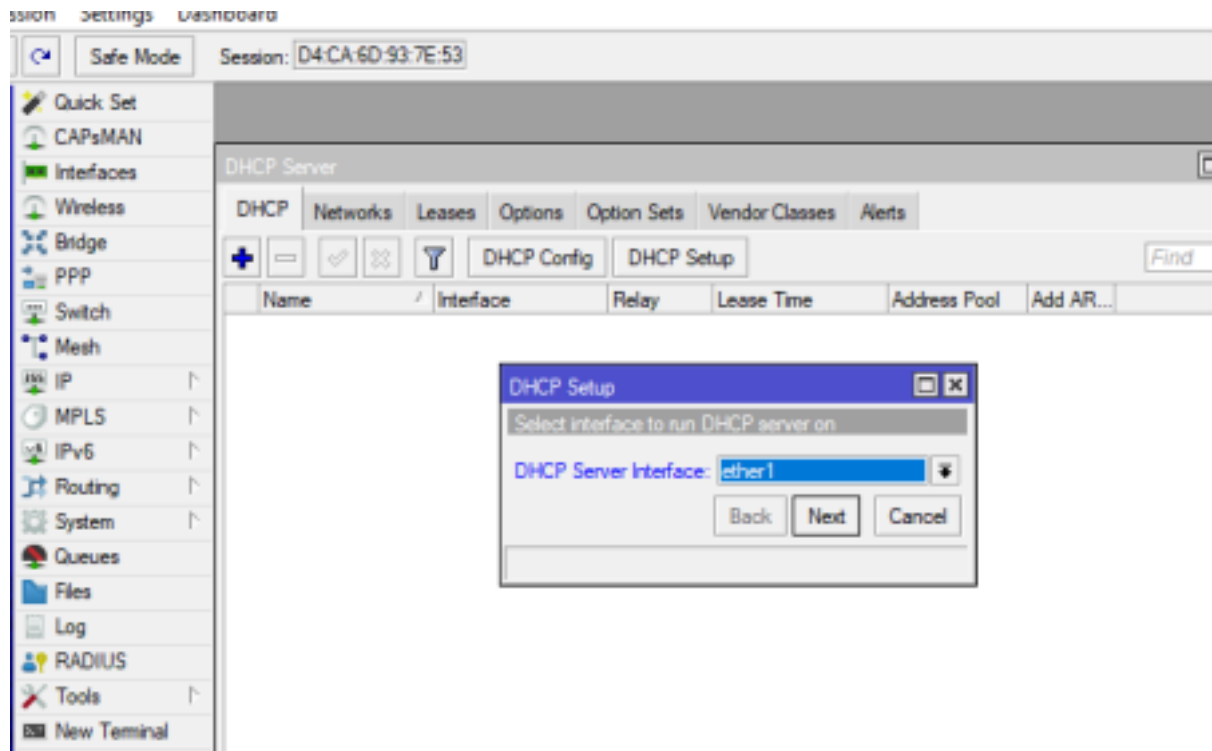 Session Settings Dashboard
Safe Mode Session: D4:CA:6D:93:7E:53
Quick Set
CAPsMAN
Interfaces
Wireless
Bridge
PPP
Switch
Mesh
IP
MPLS
IPv6
Routing
System
Queues
Files
Log
RADIUS
Tools
New Terminal
DHCP Server
DHCP Networks Leases Options Option Sets Vendor Classes Alerts
DHCP Config DHCP Setup Find
Name Interface Relay Lease Time Address Pool Add AR...
DHCP Setup
Select interface to run DHCP server on
DHCP Server Interface: ether1
Back Next Cancel